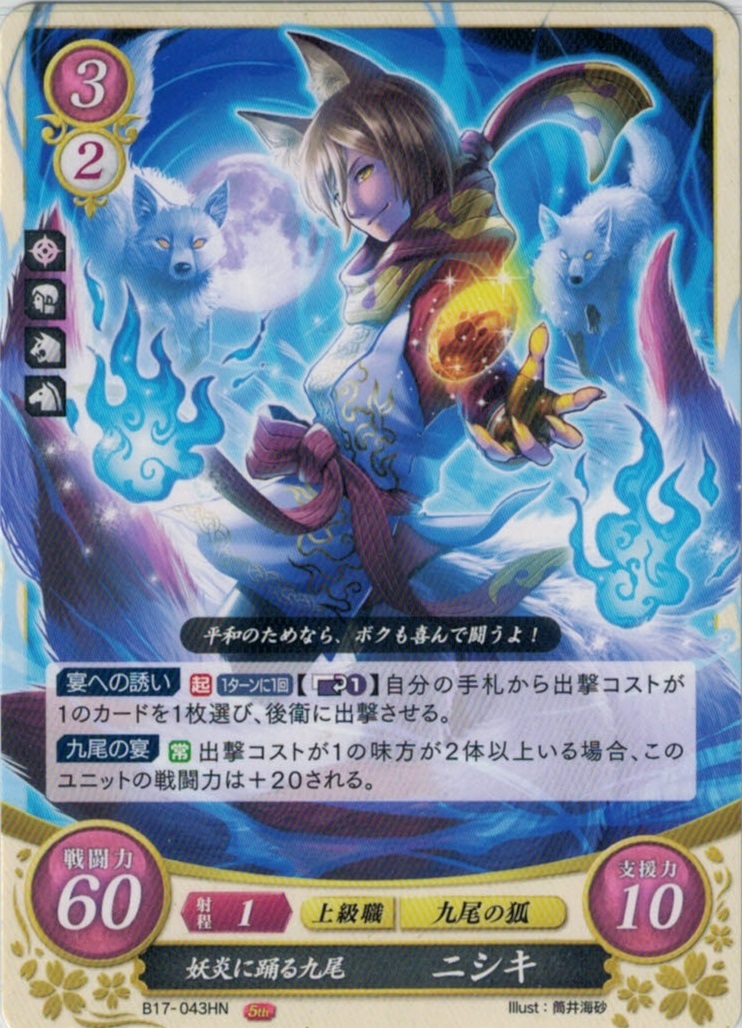 3
2
平和のためなら、ボクも喜んで闘うよ！
宴への誘い 起 1ターンに1回【1】自分の手札から出撃コストが
1のカードを1枚選び、後衛に出撃させる。
九尾の宴 常 出撃コストが1の味方が2体以上いる場合、この
ユニットの戦闘力は＋20される。
戦闘力
60
射程 1 上級職 九尾の狐
支援力
10
妖炎に踊る九尾 ニシキ
B17-043HN 5th Illust：筒井海砂